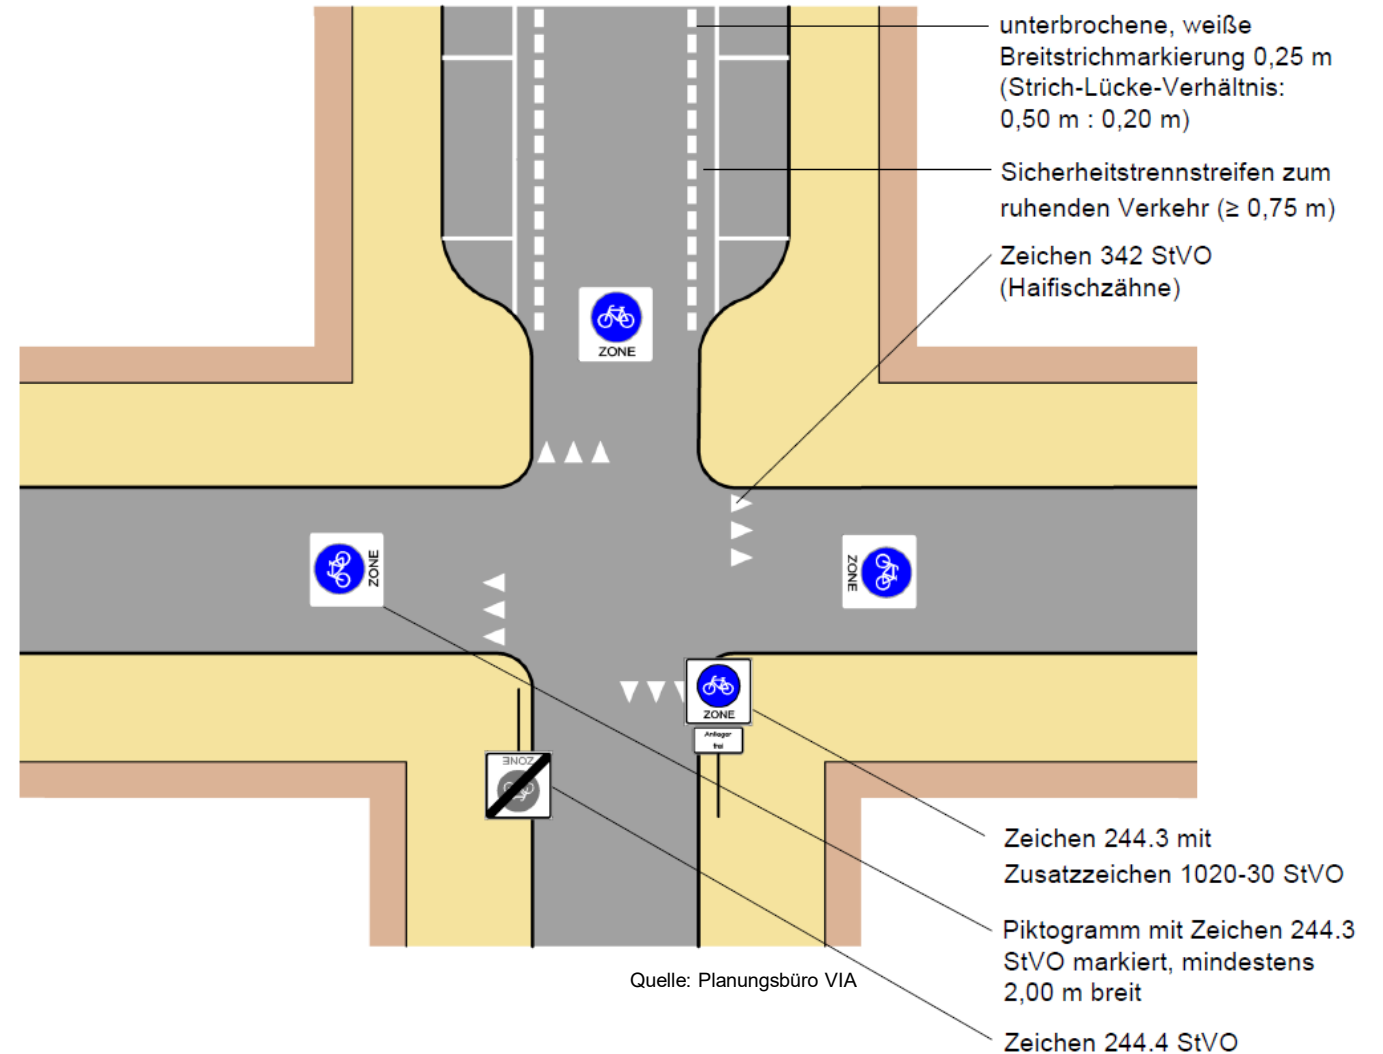 unterbrochene, weiße
Breitstrichmarkierung 0,25 m
(Strich-Lücke-Verhältnis:
0,50 m : 0,20 m)
Sicherheitstrennstreifen zum
ruhenden Verkehr (≥ 0,75 m)
Zeichen 342 StVO
(Haifischzähne)
ZONE
ZONE
ZONE
ZONE
Anlieger
frei
ZONE
Zeichen 244.3 mit
Zusatzzeichen 1020-30 StVO
Piktogramm mit Zeichen 244.3
StVO markiert, mindestens
2,00 m breit
Quelle: Planungsbüro VIA
Zeichen 244.4 StVO